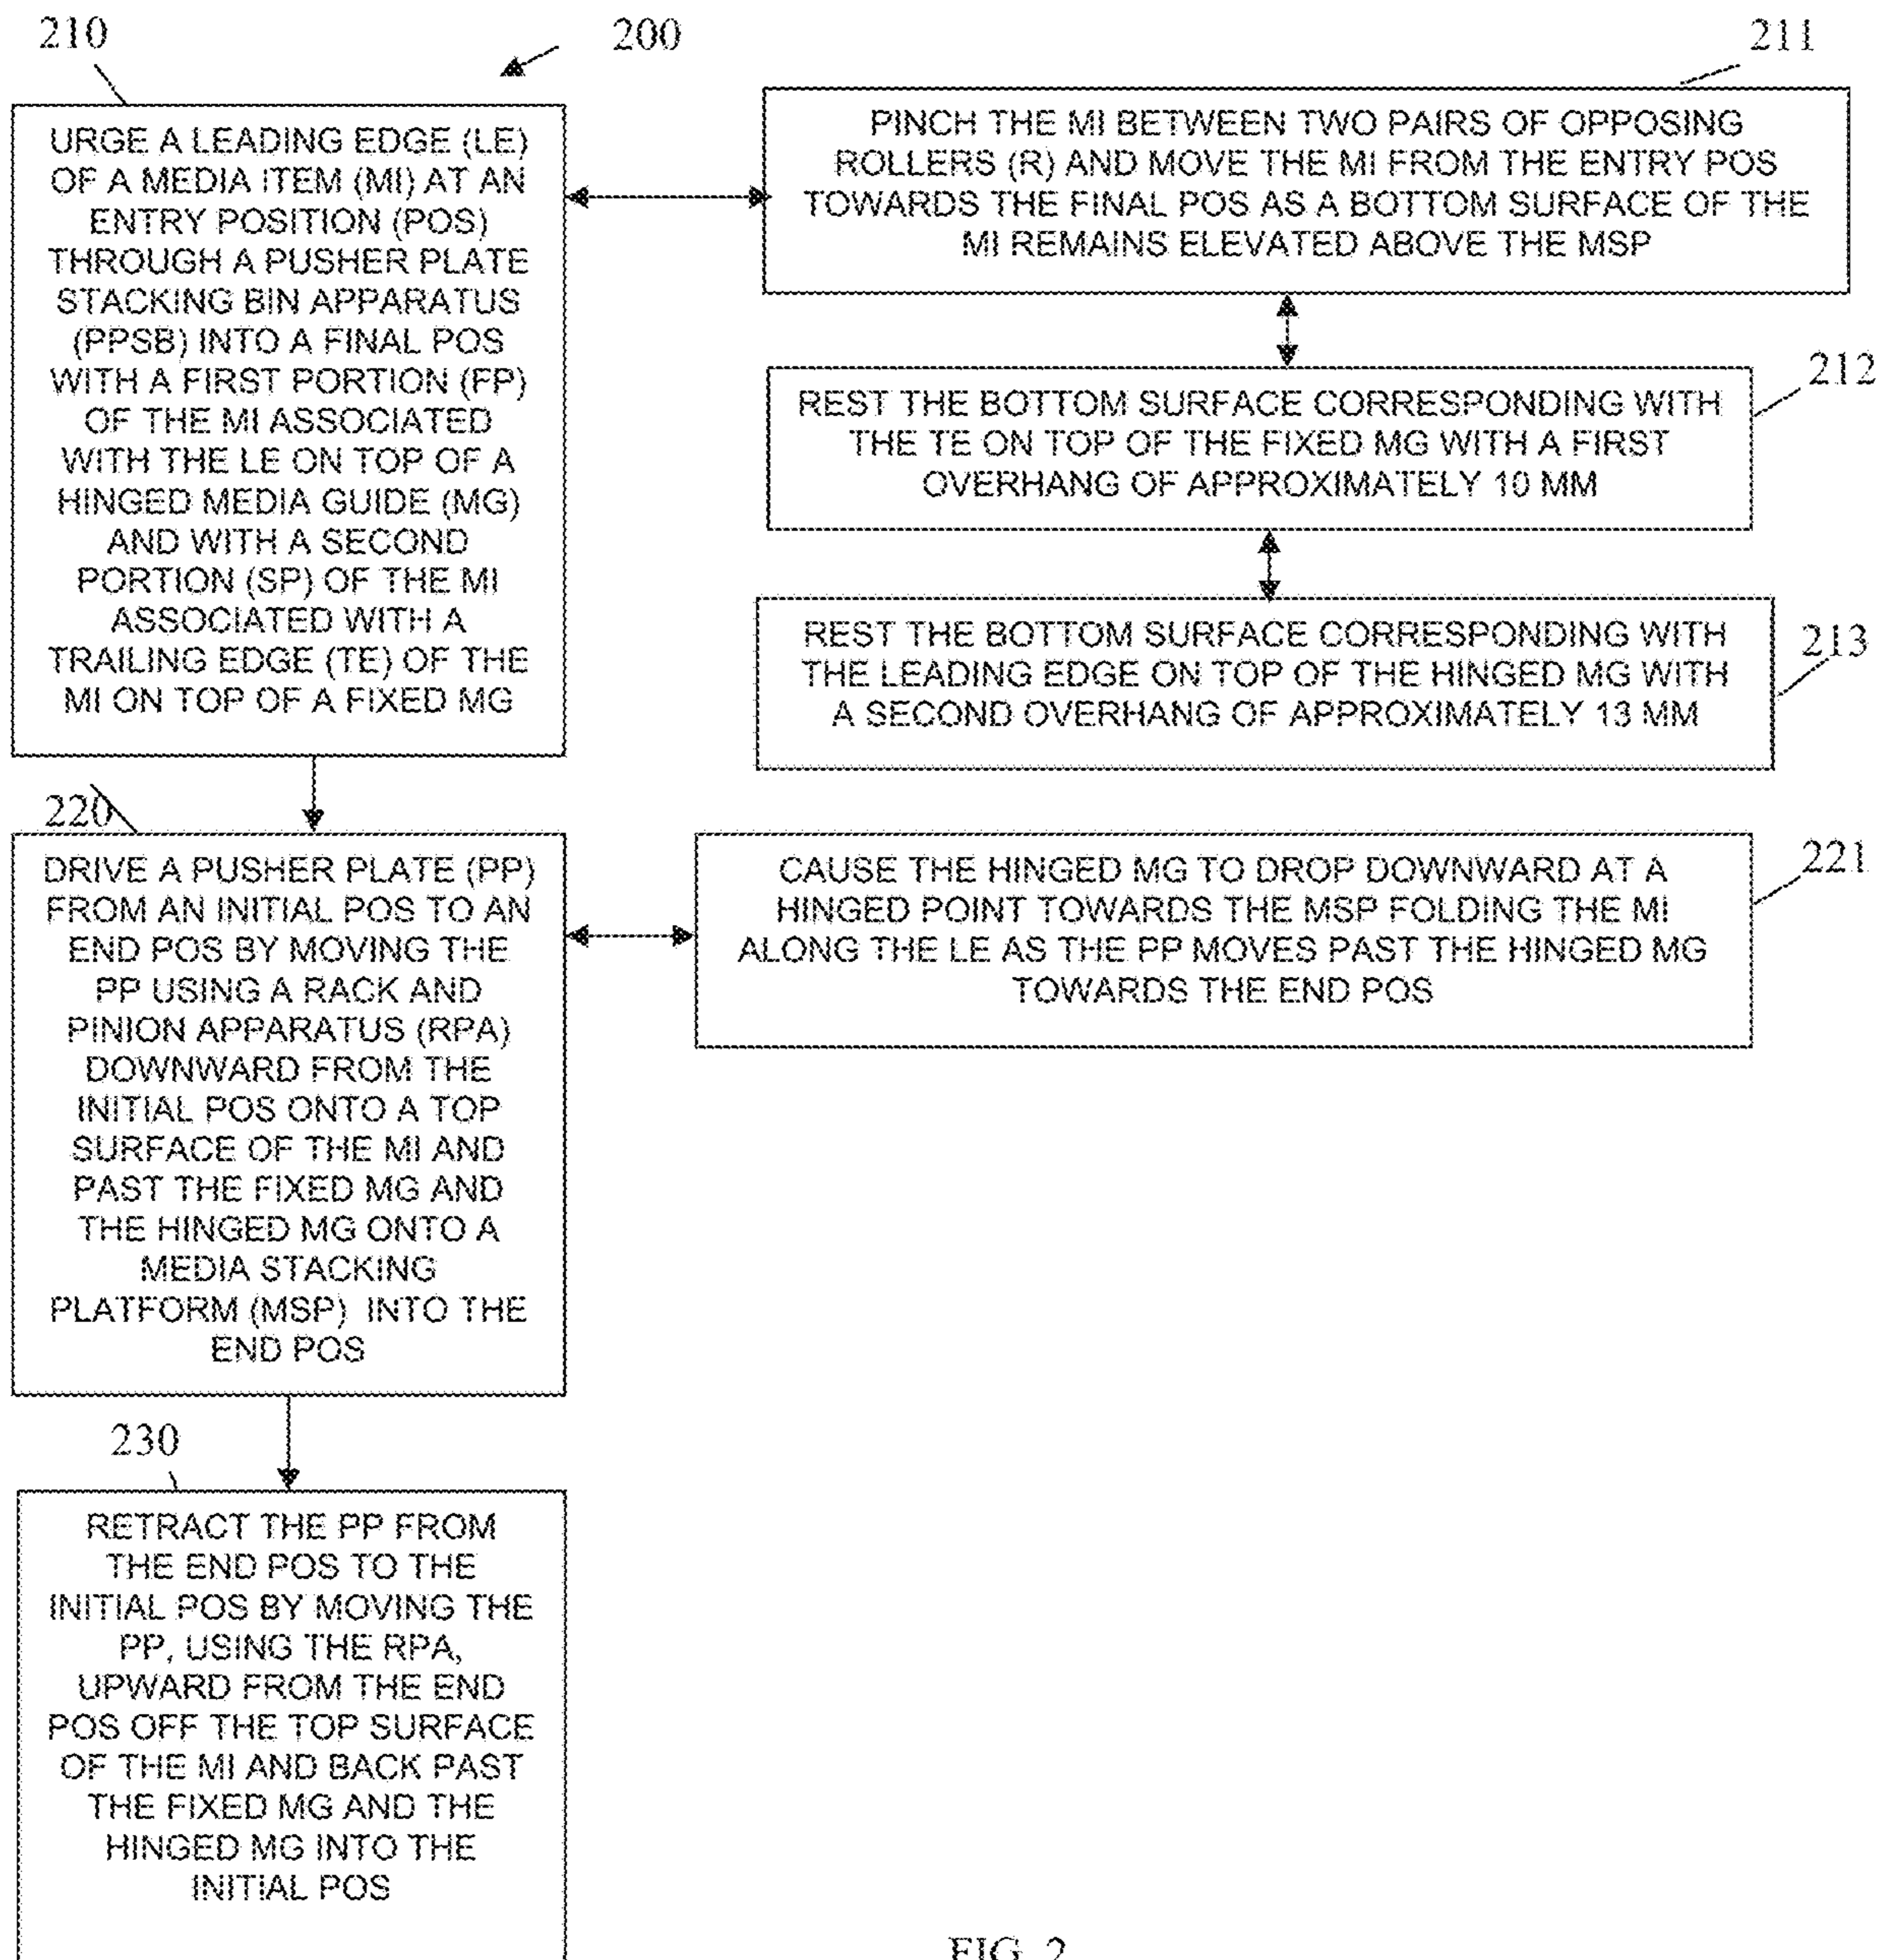 210
200
211
URGE A LEADING EDGE (LE)
OF A MEDIA ITEM (MI) AT AN
ENTRY POSITION (POS)
THROUGH A PUSHER PLATE
STACKING BIN APPARATUS
(PPSB) INTO A FINAL POS
WITH A FIRST PORTION (FP)
OF THE MI ASSOCIATED
WITH THE LE ON TOP OF A
HINGED MEDIA GUIDE (MG)
AND WITH A SECOND
PORTION (SP) OF THE MI
ASSOCIATED WITH A
TRAILING EDGE (TE) OF THE
MI ON TOP OF A FIXED MG
PINCH THE MI BETWEEN TWO PAIRS OF OPPOSING
ROLLERS (R) AND MOVE THE MI FROM THE ENTRY POS
TOWARDS THE FINAL POS AS A BOTTOM SURFACE OF THE
MI REMAINS ELEVATED ABOVE THE MSP
212
REST THE BOTTOM SURFACE CORRESPONDING WITH
THE TE ON TOP OF THE FIXED MG WITH A FIRST
OVERHANG OF APPROXIMATELY 10 MM
213
REST THE BOTTOM SURFACE CORRESPONDING WITH
THE LEADING EDGE ON TOP OF THE HINGED MG WITH
A SECOND OVERHANG OF APPROXIMATELY 13 MM
220
DRIVE A PUSHER PLATE (PP)
FROM AN INITIAL POS TO AN
END POS BY MOVING THE
PP USING A RACK AND
PINION APPARATUS (RPA)
DOWNWARD FROM THE
INITIAL POS ONTO A TOP
SURFACE OF THE MI AND
PAST THE FIXED MG AND
THE HINGED MG ONTO A
MEDIA STACKING
PLATFORM (MSP) INTO THE
END POS
221
CAUSE THE HINGED MG TO DROP DOWNWARD AT A
HINGED POINT TOWARDS THE MSP FOLDING THE MI
ALONG THE LE AS THE PP MOVES PAST THE HINGED MG
TOWARDS THE END POS
230
RETRACT THE PP FROM
THE END POS TO THE
INITIAL POS BY MOVING THE
PP, USING THE RPA,
UPWARD FROM THE END
POS OFF THE TOP SURFACE
OF THE MI AND BACK PAST
THE FIXED MG AND THE
HINGED MG INTO THE
INITIAL POS
FIG. 2